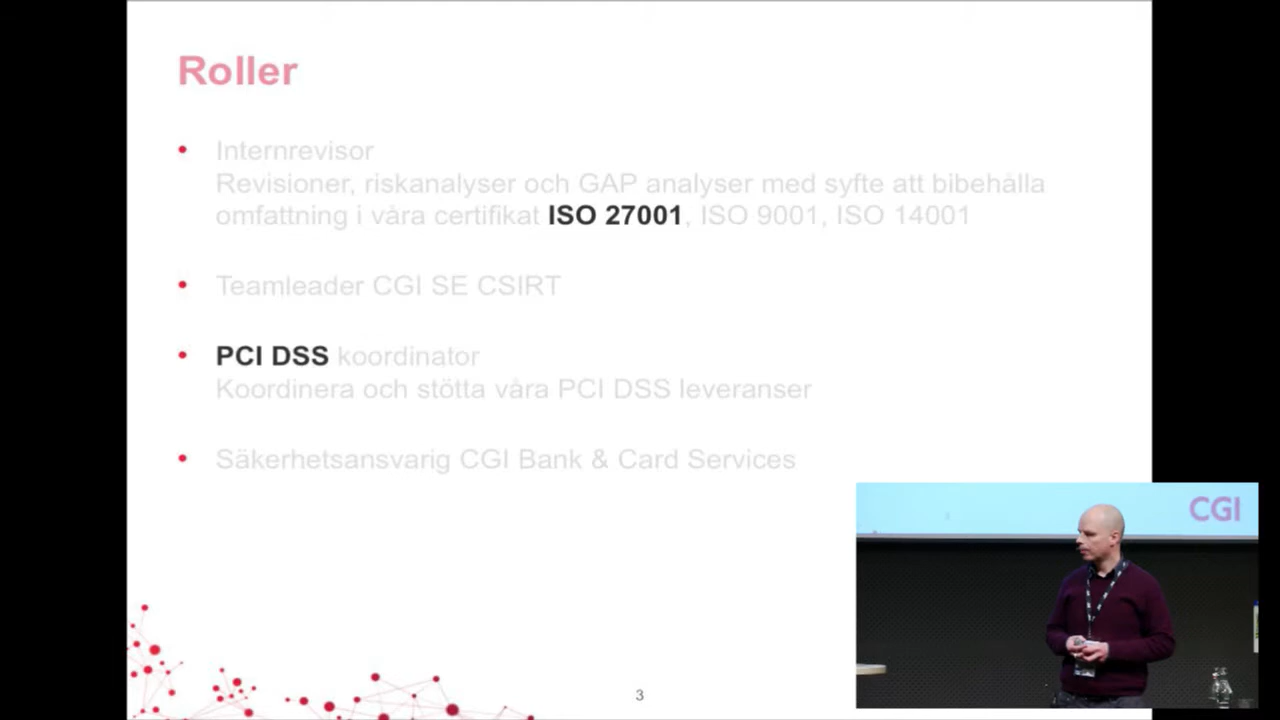 Roller
• Internrevisor
Revisioner, riskanalyser och GAP analyser med syfte att bibehålla
omfattning i våra certifikat ISO 27001, ISO 9001, ISO 14001
• Teamleader CGI SE CSIRT
• PCI DSS koordinator
Koordinera och stötta våra PCI DSS leveranser
• Säkerhetsansvarig CGI Bank & Card Services
CGI
3